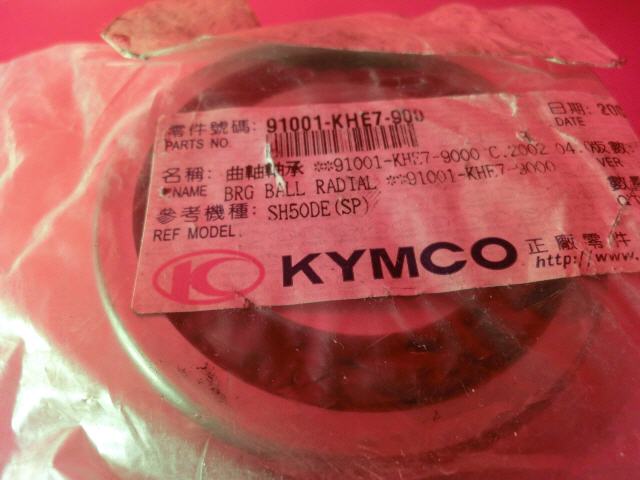 零件號碼: 91001-KHE7-900 日期: 200
PARTS NO. DATE
名稱: 曲軸軸承 **91001-KHE7-9000 C.2002 04. 版數:
NAME BRG BALL RADIAL **91001-KHE7-9000 VER
參考機種: SH50DE(SP) 數量
REF MODEL. Q'T
KYMCO 正廠零件
http://www.